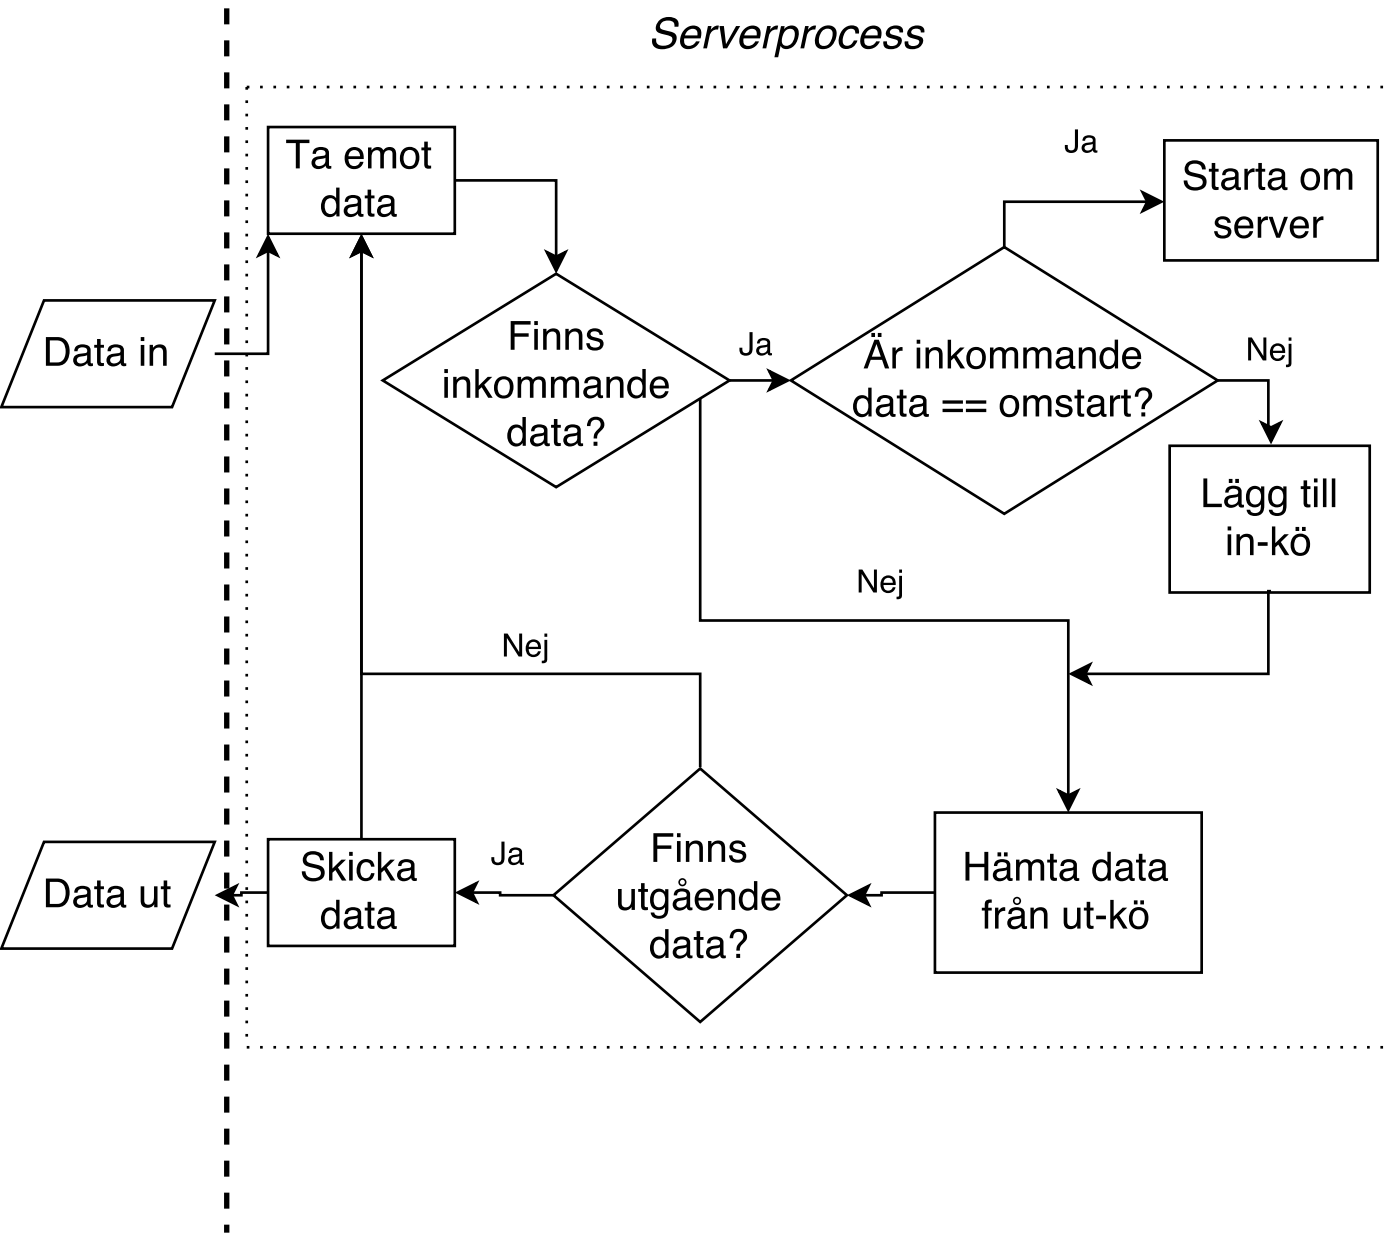 Serverprocess
Ta emot
data
Ja
Starta om
server
Data in
Finns
inkommande
data?
Ja
Är inkommande
data == omstart?
Nej
Lägg till
in-kö
Nej
Nej
Data ut
Skicka
data
Ja
Finns
utgående
data?
Hämta data
från ut-kö